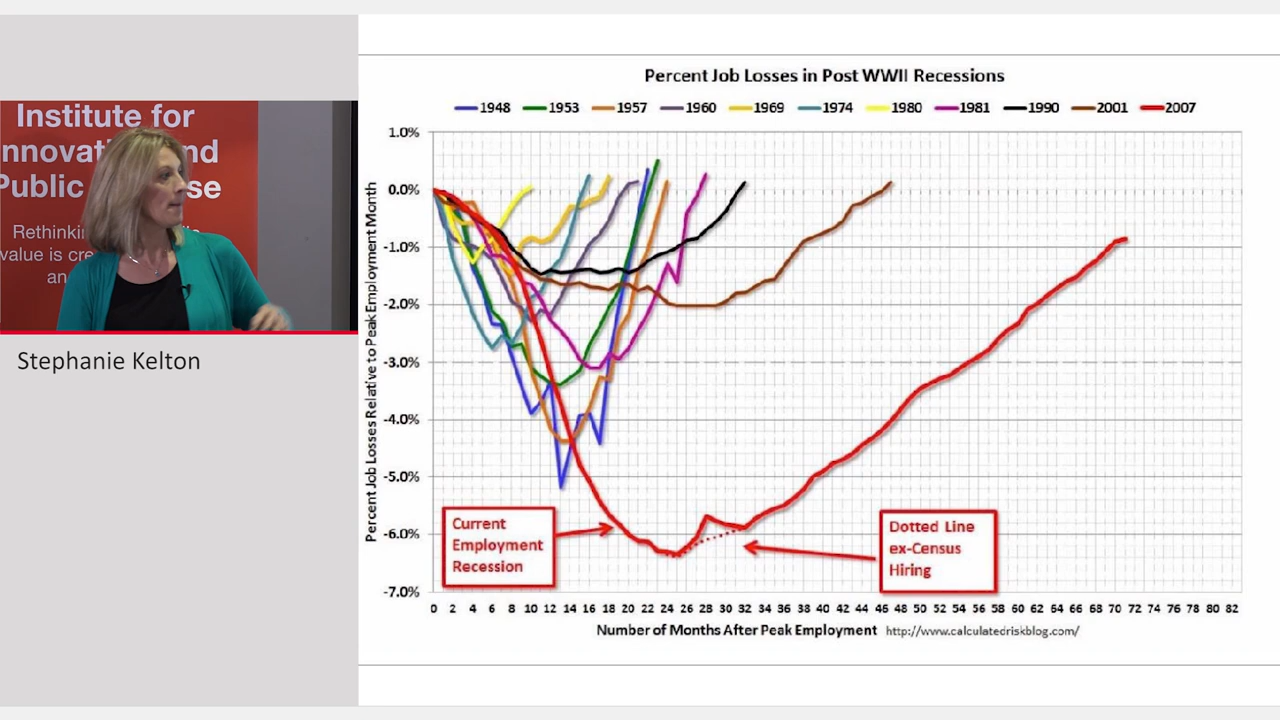 Institute for
nnovati nd
Public se
Rethinki
value is cre
an
Stephanie Kelton
Percent Job Losses in Post WWII Recessions
1948 1953 1957 1960 1969 1974 1980 1981 1990 2001 2007
Percent Job Losses Relative to Peak Employment Month
1.0%
0.0%
-1.0%
-2.0%
-3.0%
-4.0%
-5.0%
-6.0%
-7.0%
Current
Employment
Recession
Dotted Line
ex-Census
Hiring
0 2 4 6 8 10 12 14 16 18 20 22 24 26 28 30 32 34 36 38 40 42 44 46 48 50 52 54 56 58 60 62 64 66 68 70 72 74 76 78 80 82
Number of Months After Peak Employment http://www.calculatedriskblog.com/